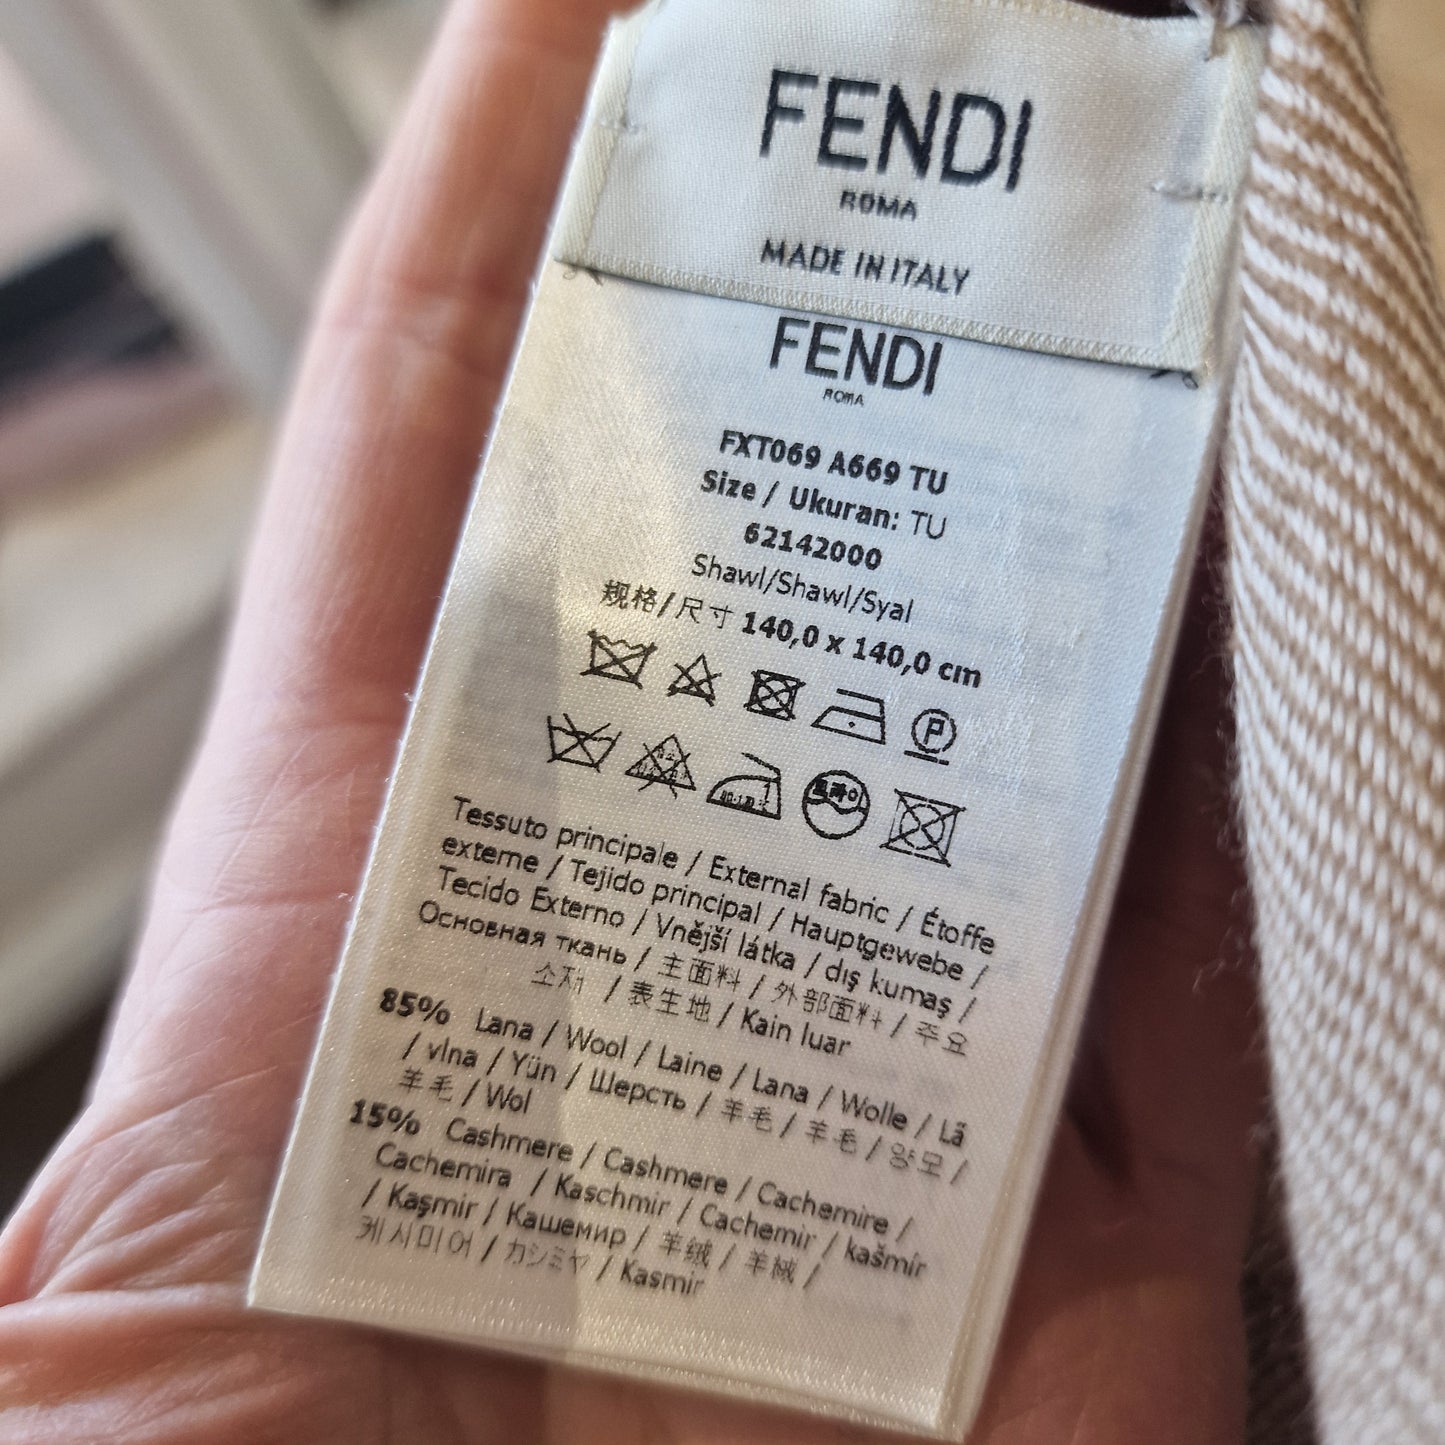 FENDI
ROMA
MADE IN ITALY
FENDI
ROMA
FXT069 A669 TU
Size / Ukuran: TU
62142000
Shawl/Shawl/Syal
规格/尺寸 140,0 x 140,0 cm
P
드라이
Tessuto principale / External fabric / Étoffe
externe / Tejido principal / Hauptgewebe /
Tecido Externo / Vnější látka / dış kumaş /
Основная ткань / 主面料 / 外部面料 / 주요
소재 / 表生地 / Kain luar
85% Lana / Wool / Laine / Lana / Wolle / Lã
/ vlna / Yün / Шерсть / 羊毛 / 羊毛 / 양모 /
羊毛 / Wol
15% Cashmere / Cashmere / Cachemire /
Cachemira / Kaschmir / Cachemir / kašmír
/ Kaşmir / Кашемир / 羊绒 / 羊絨 /
케시미어 / カシミヤ / Kasmir